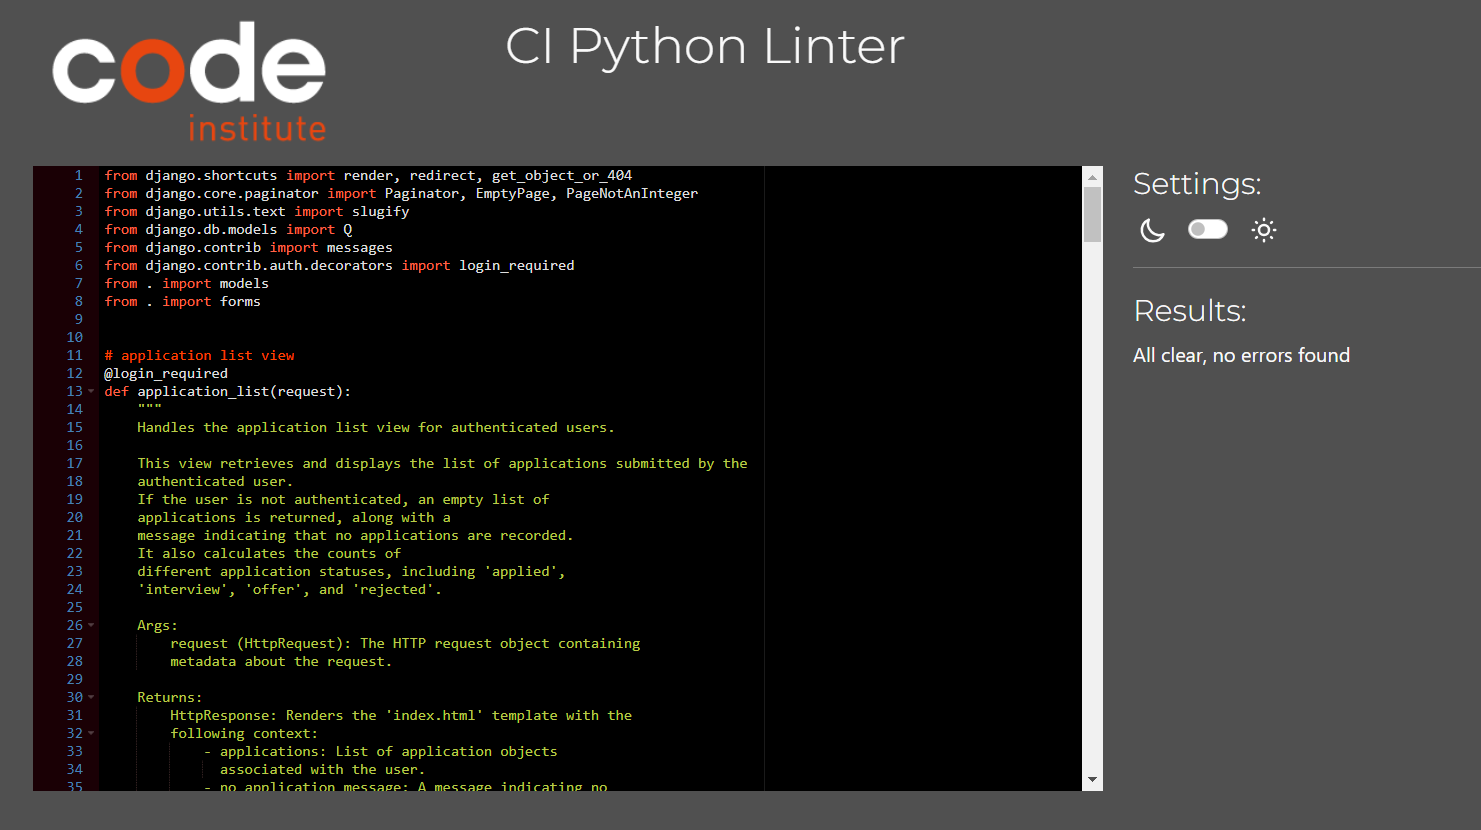 code
institute
CI Python Linter
1 from django.shortcuts import render, redirect, get_object_or_404
2 from django.core.paginator import Paginator, EmptyPage, PageNotAnInteger
3 from django.utils.text import slugify
4 from django.db.models import Q
5 from django.contrib import messages
6 from django.contrib.auth.decorators import login_required
7 from . import models
8 from . import forms
9
10
11 # application list view
12 @login_required
13 def application_list(request):
14 """
15 Handles the application list view for authenticated users.
16
17 This view retrieves and displays the list of applications submitted by the
18 authenticated user.
19 If the user is not authenticated, an empty list of
20 applications is returned, along with a
21 message indicating that no applications are recorded.
22 It also calculates the counts of
23 different application statuses, including 'applied',
24 'interview', 'offer', and 'rejected'.
25
26 Args:
27 request (HttpRequest): The HTTP request object containing
28 metadata about the request.
29
30 Returns:
31 HttpResponse: Renders the 'index.html' template with the
32 following context:
33 - applications: List of application objects
34 associated with the user.
35 - no_application_message: A message indicating no
Settings:
Results:
All clear, no errors found